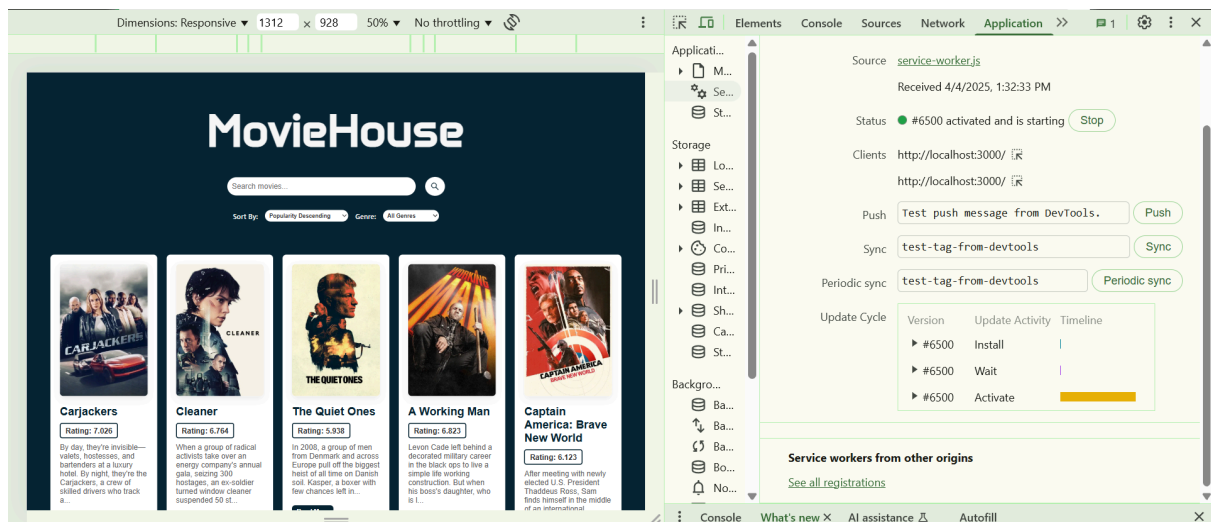 Dimensions: Responsive ▼ 1312 × 928 50% ▼ No throttling ▼
MovieHouse
Search movies...
Sort By: Popularity Descending Genre: All Genres
CARJACKERS
CLEANER
THE QUIET ONES
WORKING MAN
CAPTAIN AMERICA
BRAVE NEW WORLD
Carjackers
Rating: 7.026
By day, they're invisible—
valets, hostesses, and
bartenders at a luxury
hotel. By night, they're the
Carjackers, a crew of
skilled drivers who track
a...
Cleaner
Rating: 6.764
When a group of radical
activists take over an
energy company's annual
gala, seizing 300
hostages, an ex-soldier
turned window cleaner
suspended 50 st...
The Quiet Ones
Rating: 5.938
In 2008, a group of men
from Denmark and across
Europe pull off the biggest
heist of all time on Danish
soil. Kasper, a boxer with
few chances left in...
A Working Man
Rating: 6.823
Levon Cade left behind a
decorated military career
in the black ops to live a
simple life working
construction. But when
his boss's daughter, who
is l...
Captain
America: Brave
New World
Rating: 6.123
After meeting with newly
elected U.S. President
Thaddeus Ross, Sam
finds himself in the middle
of an international
Elements Console Sources Network Application 1
Applicati...
M...
Se...
St...
Storage
Lo...
Se...
Ext...
In...
Co...
Pri...
Int...
Sh...
Ca...
St...
Backgro...
Ba...
Ba...
Ba...
Bo...
No...
Source service-worker.js
Received 4/4/2025, 1:32:33 PM
Status #6500 activated and is starting Stop
Clients http://localhost:3000/
http://localhost:3000/
Push Test push message from DevTools. Push
Sync test-tag-from-devtools Sync
Periodic sync test-tag-from-devtools Periodic sync
Update Cycle Version Update Activity Timeline
#6500 Install
#6500 Wait
#6500 Activate
Service workers from other origins
See all registrations
Console What's new × AI assistance Autofill